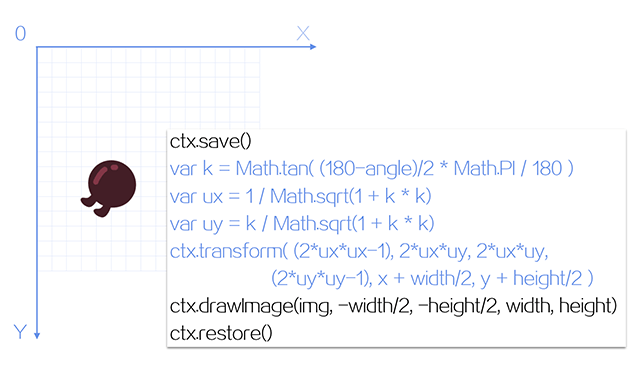 0
X
ctx.save()
var k = Math.tan( (180-angle)/2 * Math.PI / 180 )
var ux = 1 / Math.sqrt(1 + k * k)
var uy = k / Math.sqrt(1 + k * k)
ctx.transform( (2*ux*ux-1), 2*ux*uy, 2*ux*uy,
(2*uy*uy-1), x + width/2, y + height/2 )
ctx.drawImage(img, -width/2, -height/2, width, height)
ctx.restore()
Y